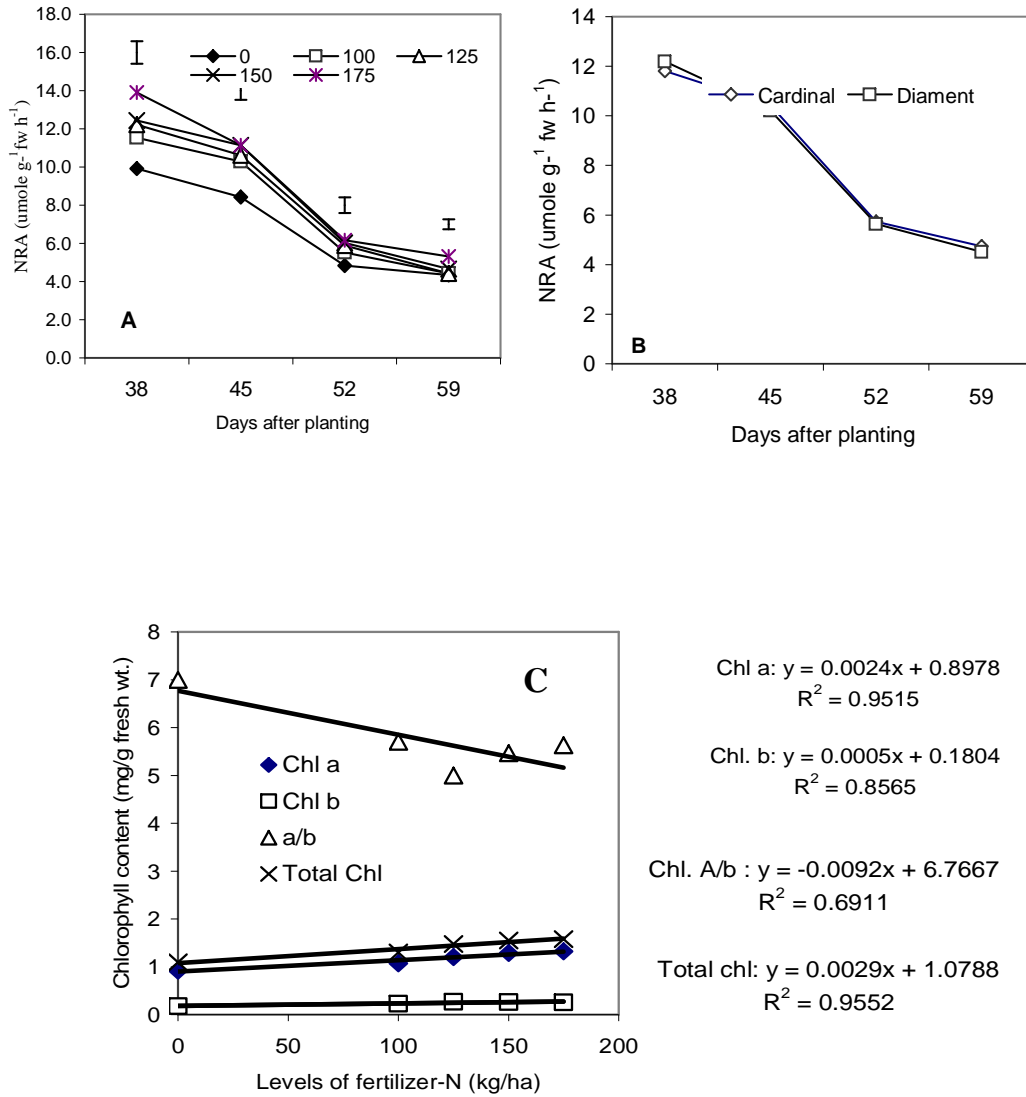 18.0
16.0
14.0
12.0
10.0
8.0
6.0
4.0
2.0
0.0
NRA (umole g-¹ fw h⁻¹)
0 100 125
150 175
A
38 45 52 59
Days after planting
14
12
10
8
6
4
2
0
NRA (umole g-¹ fw h-¹)
Cardinal Diament
B
38 45 52 59
Days after planting
8
7
6
5
4
3
2
1
0
Chlorophyll content (mg/g fresh wt.)
C
Chl a
Chl b
a/b
Total Chl
0 50 100 150 200
Levels of fertilizer-N (kg/ha)
Chl a: y = 0.0024x + 0.8978
R² = 0.9515
Chl. b: y = 0.0005x + 0.1804
R² = 0.8565
Chl. A/b : y = -0.0092x + 6.7667
R² = 0.6911
Total chl: y = 0.0029x + 1.0788
R² = 0.9552